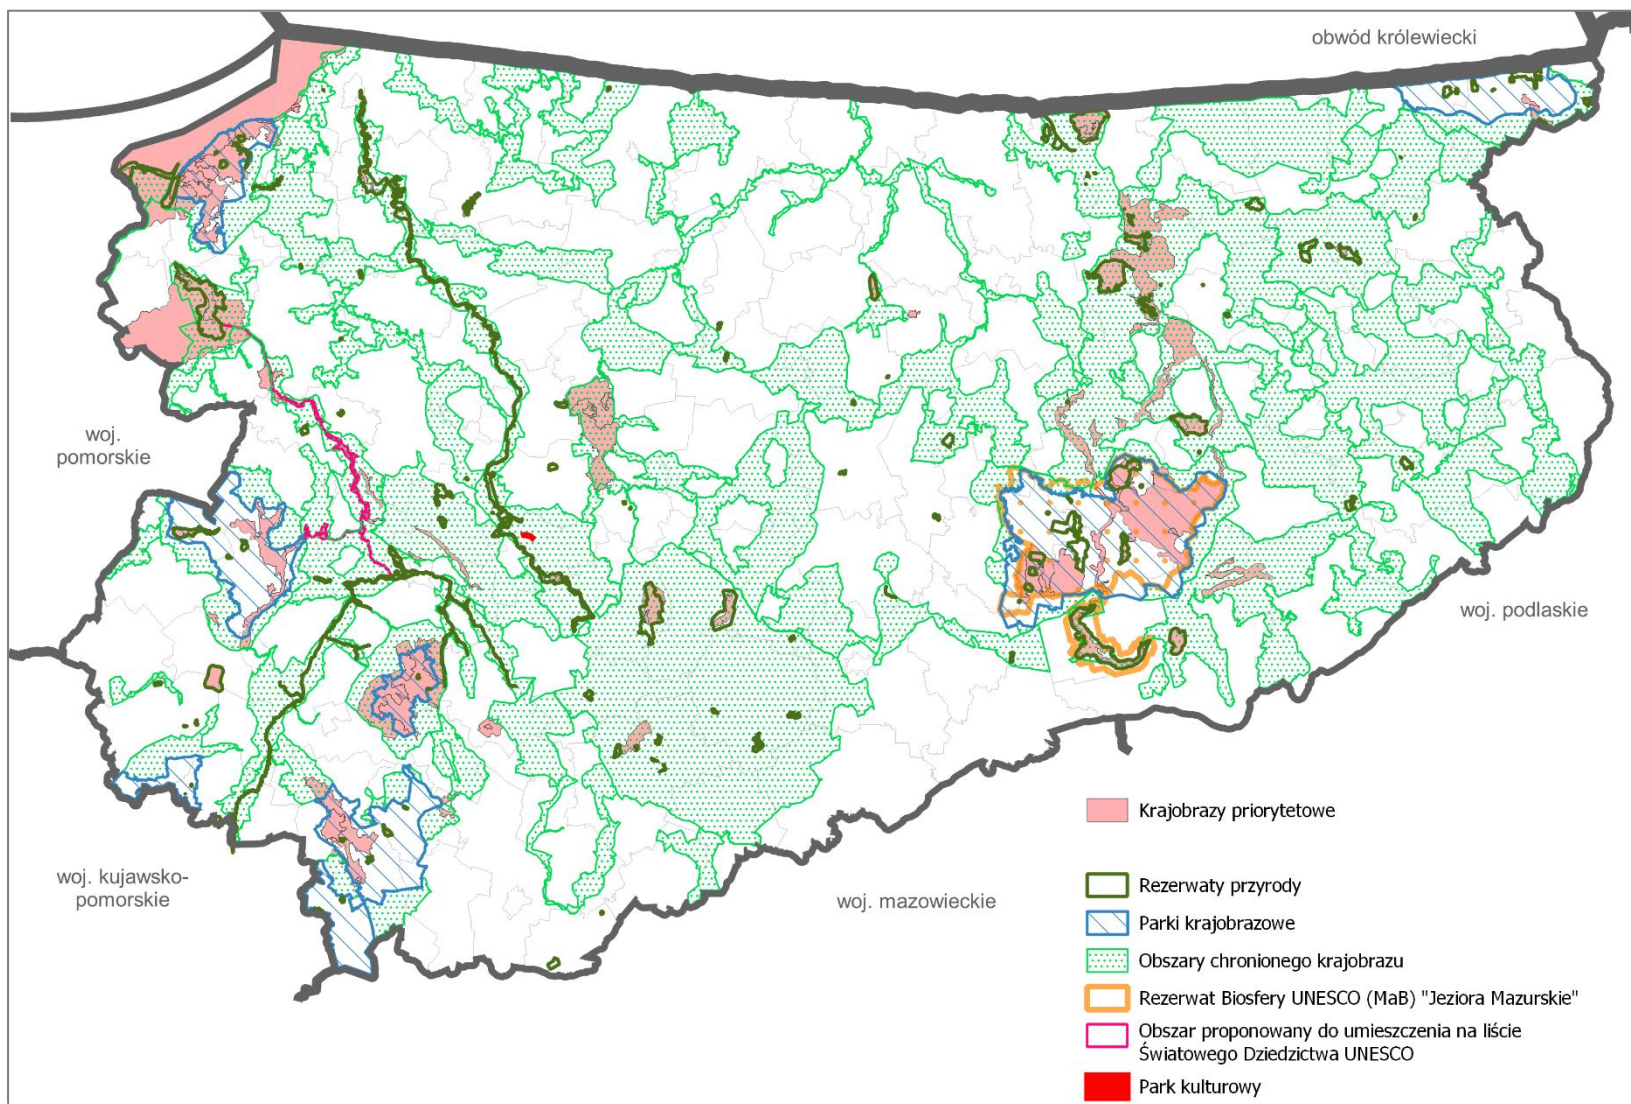 obwód królewiecki
woj.
pomorskie
woj. podlaskie
woj. kujawsko-
pomorskie
woj. mazowieckie
Krajobrazy priorytetowe
Rezerwaty przyrody
Parki krajobrazowe
Obszary chronionego krajobrazu
Rezerwat Biosfery UNESCO (MaB) "Jeziora Mazurskie"
Obszar proponowany do umieszczenia na liście
Światowego Dziedzictwa UNESCO
Park kulturowy